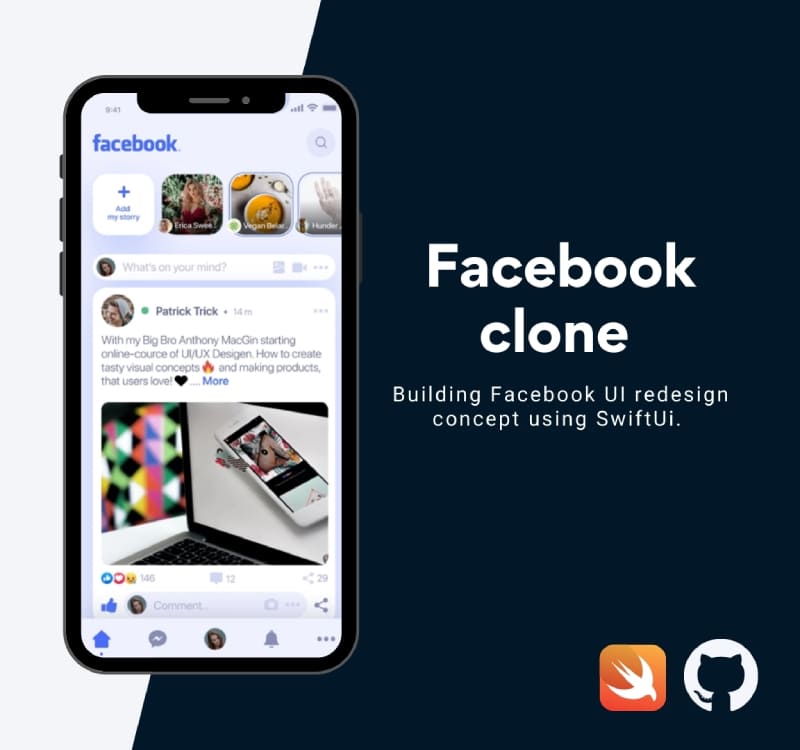 9:41
facebook.
+
Add
my storry
Erica Swee...
Vegan Belar...
Hunder...
What's on your mind?
Patrick Trick • 14 m
With my Big Bro Anthony MacGin starting
online-cource of UI/UX Desigen. How to create
tasty visual concepts 🔥 and making products,
that users love! 🖤 .... More
146
12
29
Comment..
Facebook
clone
Building Facebook UI redesign
concept using SwiftUi.